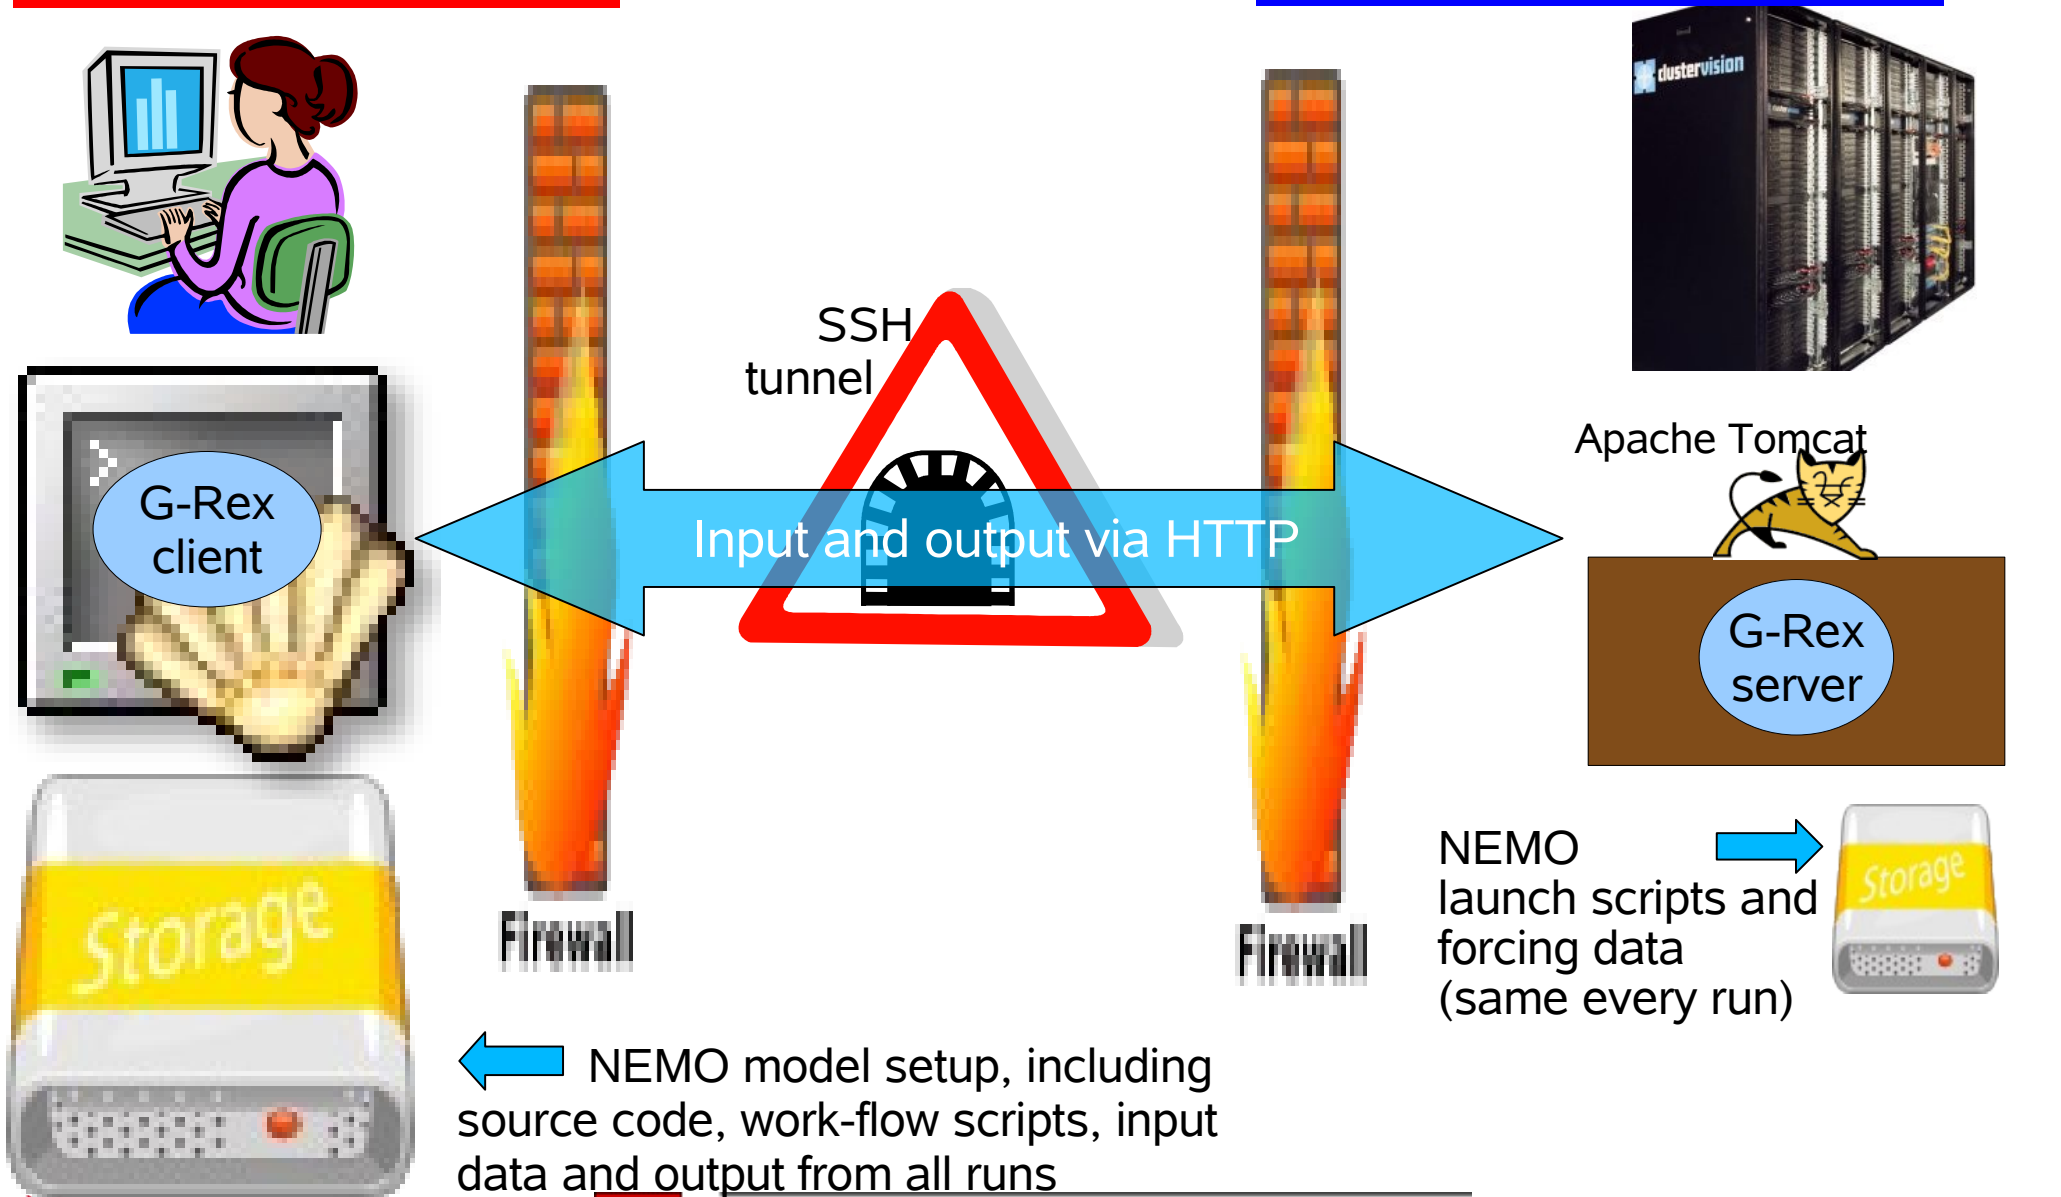 clustervision
SSH
tunnel
Apache Tomcat
G-Rex
client
Input and output via HTTP
G-Rex
server
Storage
Firewall
Firewall
NEMO
launch scripts and
forcing data
(same every run)
Storage
NEMO model setup, including
source code, work-flow scripts, input
data and output from all runs